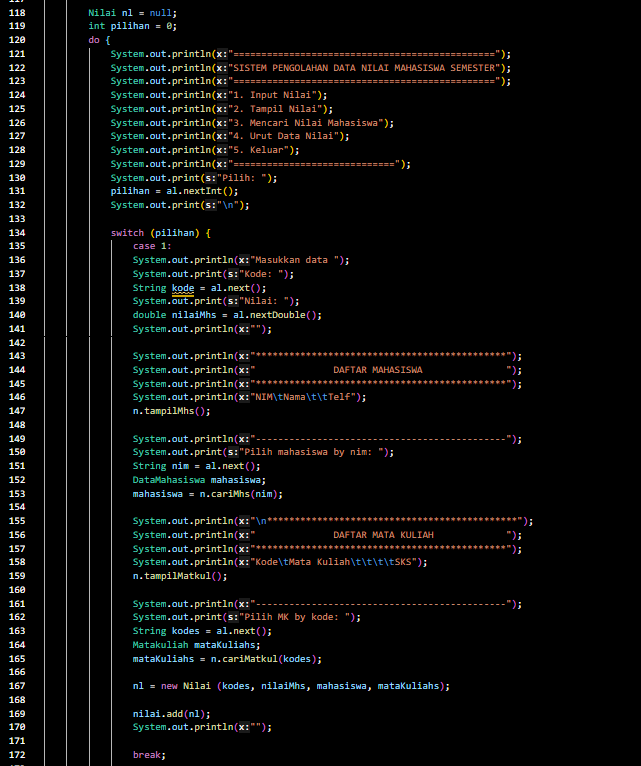 118 Nilai nl = null;
119 int pilihan = 0;
120 do {
121 System.out.println(x:"===============================================");
122 System.out.println(x:"SISTEM PENGOLAHAN DATA NILAI MAHASISWA SEMESTER");
123 System.out.println(x:"===============================================");
124 System.out.println(x:"1. Input Nilai");
125 System.out.println(x:"2. Tampil Nilai");
126 System.out.println(x:"3. Mencari Nilai Mahasiswa");
127 System.out.println(x:"4. Urut Data Nilai");
128 System.out.println(x:"5. Keluar");
129 System.out.println(x:"=============================");
130 System.out.print(s:"Pilih: ");
131 pilihan = al.nextInt();
132 System.out.print(s:"\n");
133
134 switch (pilihan) {
135 case 1:
136 System.out.println(x:"Masukkan data ");
137 System.out.print(s:"Kode: ");
138 String kode = al.next();
139 System.out.print(s:"Nilai: ");
140 double nilaiMhs = al.nextDouble();
141 System.out.println(x:"");
142
143 System.out.println(x:"*********************************************");
144 System.out.println(x:" DAFTAR MAHASISWA ");
145 System.out.println(x:"*********************************************");
146 System.out.println(x:"NIM\tNama\t\tTelf");
147 n.tampilMhs();
148
149 System.out.println(x:"---------------------------------------------");
150 System.out.print(s:"Pilih mahasiswa by nim: ");
151 String nim = al.next();
152 DataMahasiswa mahasiswa;
153 mahasiswa = n.cariMhs(nim);
154
155 System.out.println(x:"\n*********************************************");
156 System.out.println(x:" DAFTAR MATA KULIAH ");
157 System.out.println(x:"*********************************************");
158 System.out.println(x:"Kode\tMata Kuliah\t\t\t\tSKS");
159 n.tampilMatkul();
160
161 System.out.println(x:"---------------------------------------------");
162 System.out.print(s:"Pilih MK by kode: ");
163 String kodes = al.next();
164 Matakuliah mataKuliahs;
165 mataKuliahs = n.cariMatkul(kodes);
166
167 nl = new Nilai (kodes, nilaiMhs, mahasiswa, mataKuliahs);
168
169 nilai.add(nl);
170 System.out.println(x:"");
171
172 break;